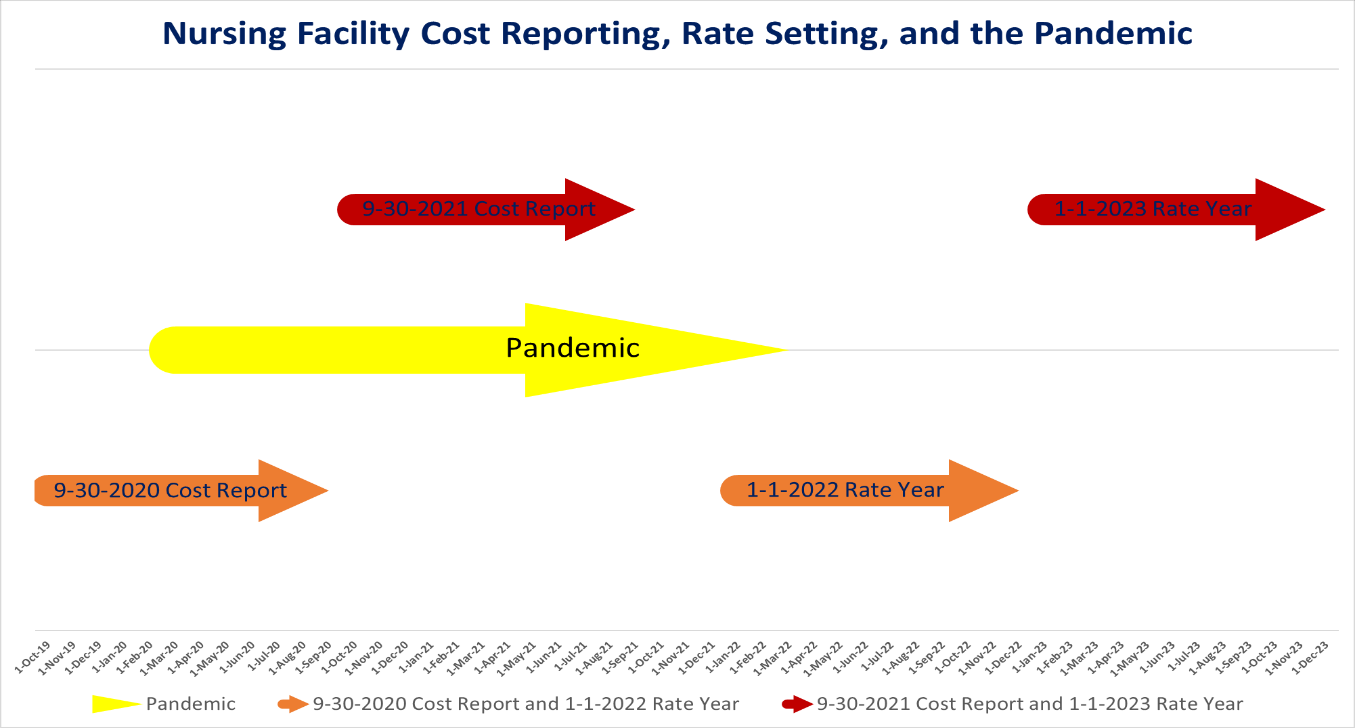 Nursing Facility Cost Reporting, Rate Setting, and the Pandemic
9-30-2021 Cost Report
1-1-2023 Rate Year
Pandemic
9-30-2020 Cost Report
1-1-2022 Rate Year
1-Oct-19
1-Nov-19
1-Dec-19
1-Jan-20
1-Feb-20
1-Mar-20
1-Apr-20
1-May-20
1-Jun-20
1-Jul-20
1-Aug-20
1-Sep-20
1-Oct-20
1-Nov-20
1-Dec-20
1-Jan-21
1-Feb-21
1-Mar-21
1-Apr-21
1-May-21
1-Jun-21
1-Jul-21
1-Aug-21
1-Sep-21
1-Oct-21
1-Nov-21
1-Dec-21
1-Jan-22
1-Feb-22
1-Mar-22
1-Apr-22
1-May-22
1-Jun-22
1-Jul-22
1-Aug-22
1-Sep-22
1-Oct-22
1-Nov-22
1-Dec-22
1-Jan-23
1-Feb-23
1-Mar-23
1-Apr-23
1-May-23
1-Jun-23
1-Jul-23
1-Aug-23
1-Sep-23
1-Oct-23
1-Nov-23
1-Dec-23
Pandemic
9-30-2020 Cost Report and 1-1-2022 Rate Year
9-30-2021 Cost Report and 1-1-2023 Rate Year